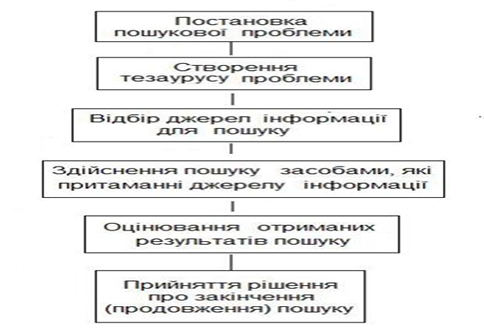 Постановка
пошукової проблеми
Створення
тезаурусу проблеми
Відбір джерел інформації
для пошуку
Здійснення пошуку засобами, які
притаманні джерелу інформації
Оцінювання отриманих
результатів пошуку
Прийняття рішення
про закінчення
(продовження) пошуку